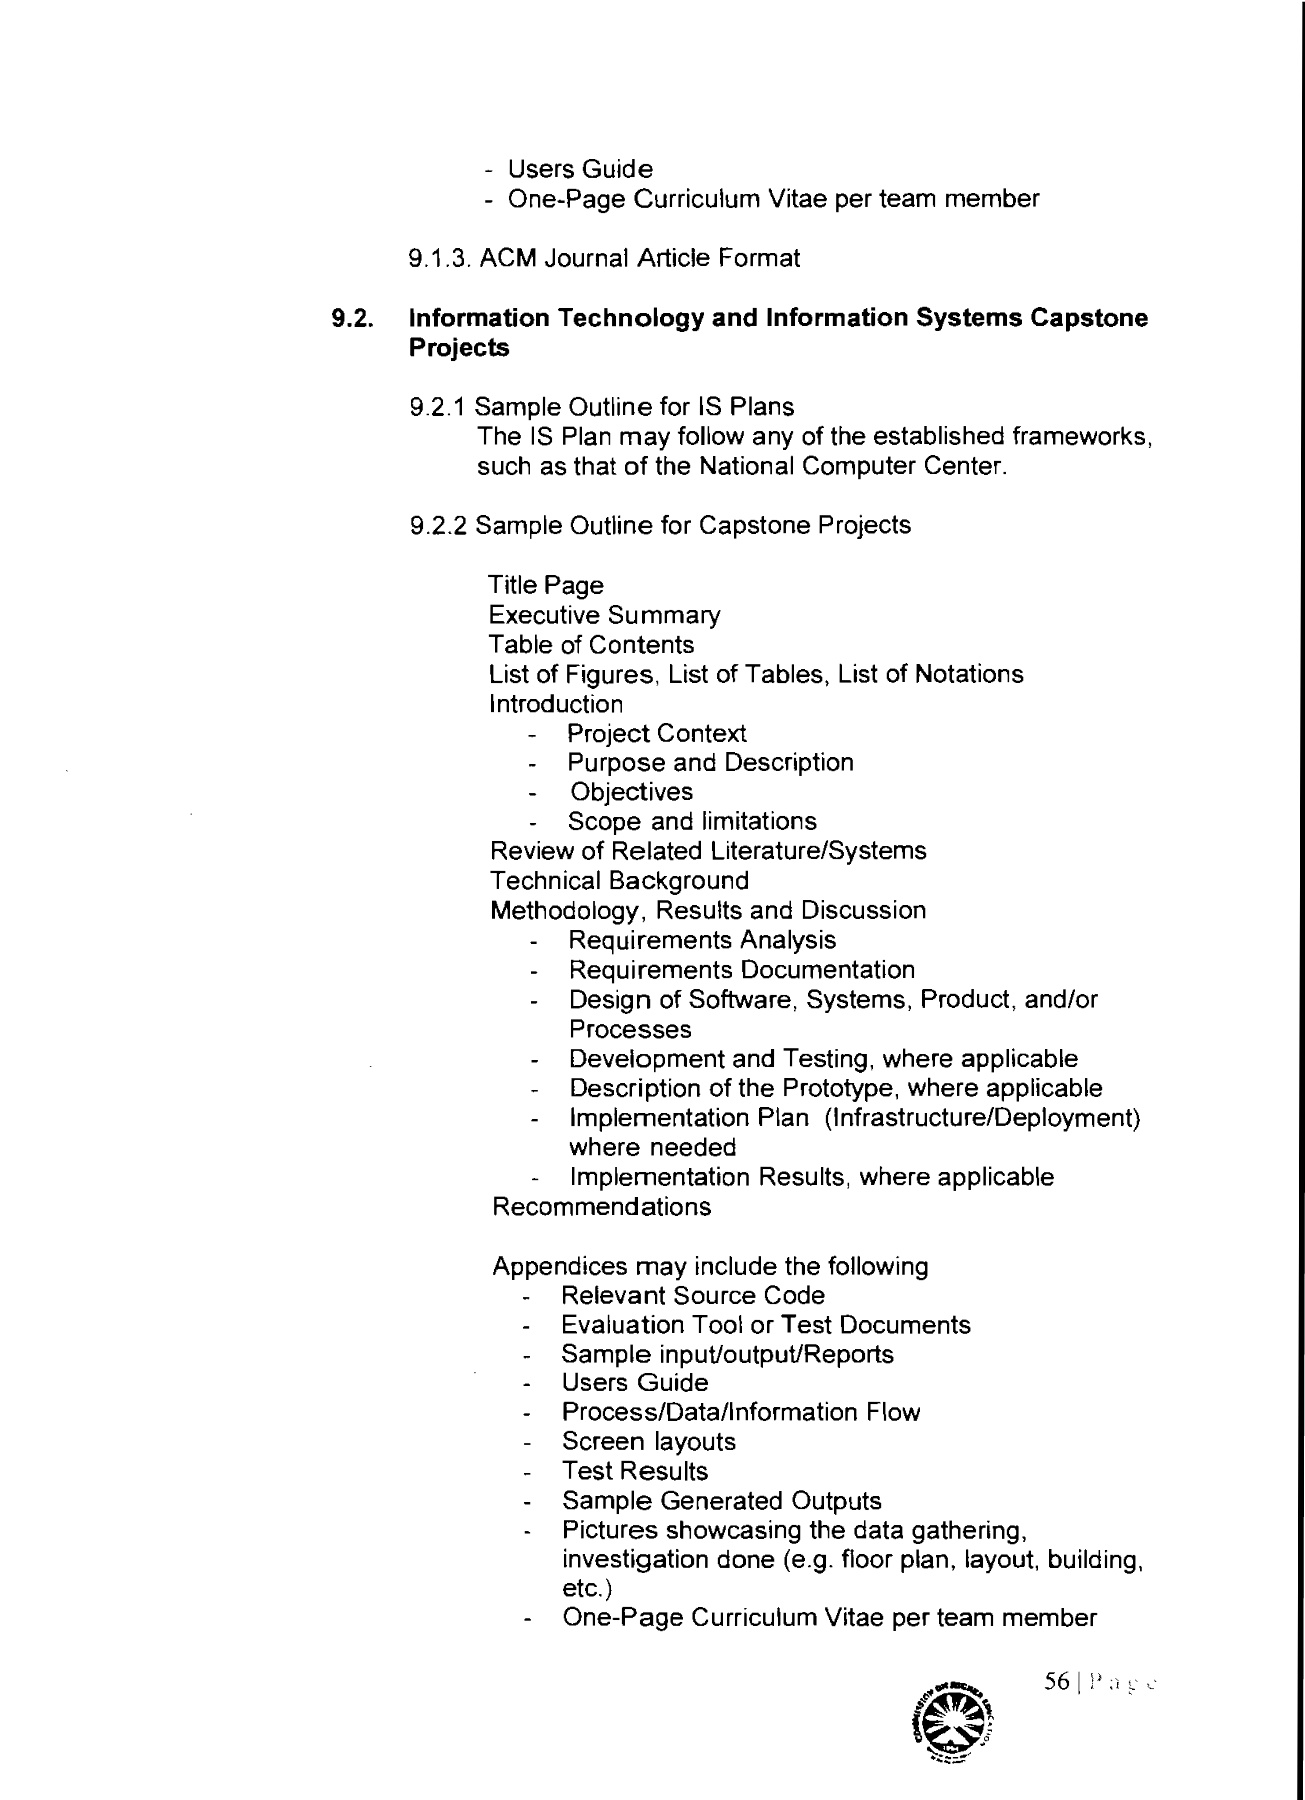 - Users Guide
- One-Page Curriculum Vitae per team member
9.1.3. ACM Journal Article Format
9.2. Information Technology and Information Systems Capstone
Projects
9.2.1 Sample Outline for IS Plans
The IS Plan may follow any of the established frameworks,
such as that of the National Computer Center.
9.2.2 Sample Outline for Capstone Projects
Title Page
Executive Summary
Table of Contents
List of Figures, List of Tables, List of Notations
Introduction
- Project Context
- Purpose and Description
- Objectives
- Scope and limitations
Review of Related Literature/Systems
Technical Background
Methodology, Results and Discussion
- Requirements Analysis
- Requirements Documentation
- Design of Software, Systems, Product, and/or
Processes
- Development and Testing, where applicable
- Description of the Prototype, where applicable
- Implementation Plan (Infrastructure/Deployment)
where needed
- Implementation Results, where applicable
Recommendations
Appendices may include the following
- Relevant Source Code
- Evaluation Tool or Test Documents
- Sample input/output/Reports
- Users Guide
- Process/Data/Information Flow
- Screen layouts
- Test Results
- Sample Generated Outputs
- Pictures showcasing the data gathering,
investigation done (e.g. floor plan, layout, building,
etc.)
- One-Page Curriculum Vitae per team member
56 | Page
COMMISSION ON HIGHER EDUCATION